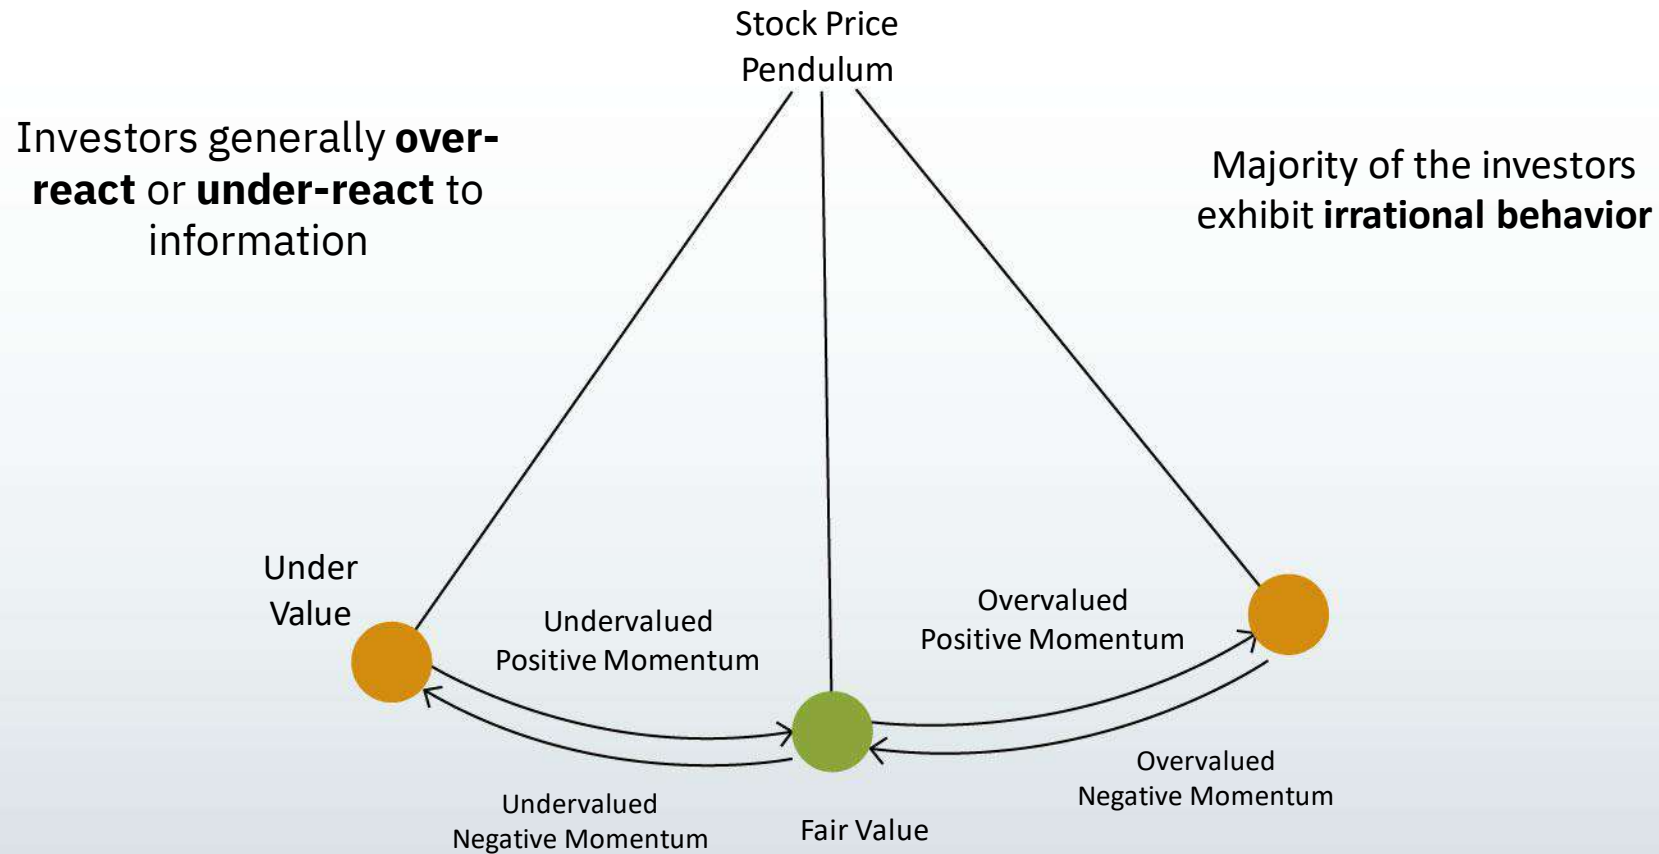 Stock Price
Pendulum
Investors generally over-
react or under-react to
information
Majority of the investors
exhibit irrational behavior
Under
Value
Undervalued
Positive Momentum
Overvalued
Positive Momentum
Undervalued
Negative Momentum
Fair Value
Overvalued
Negative Momentum